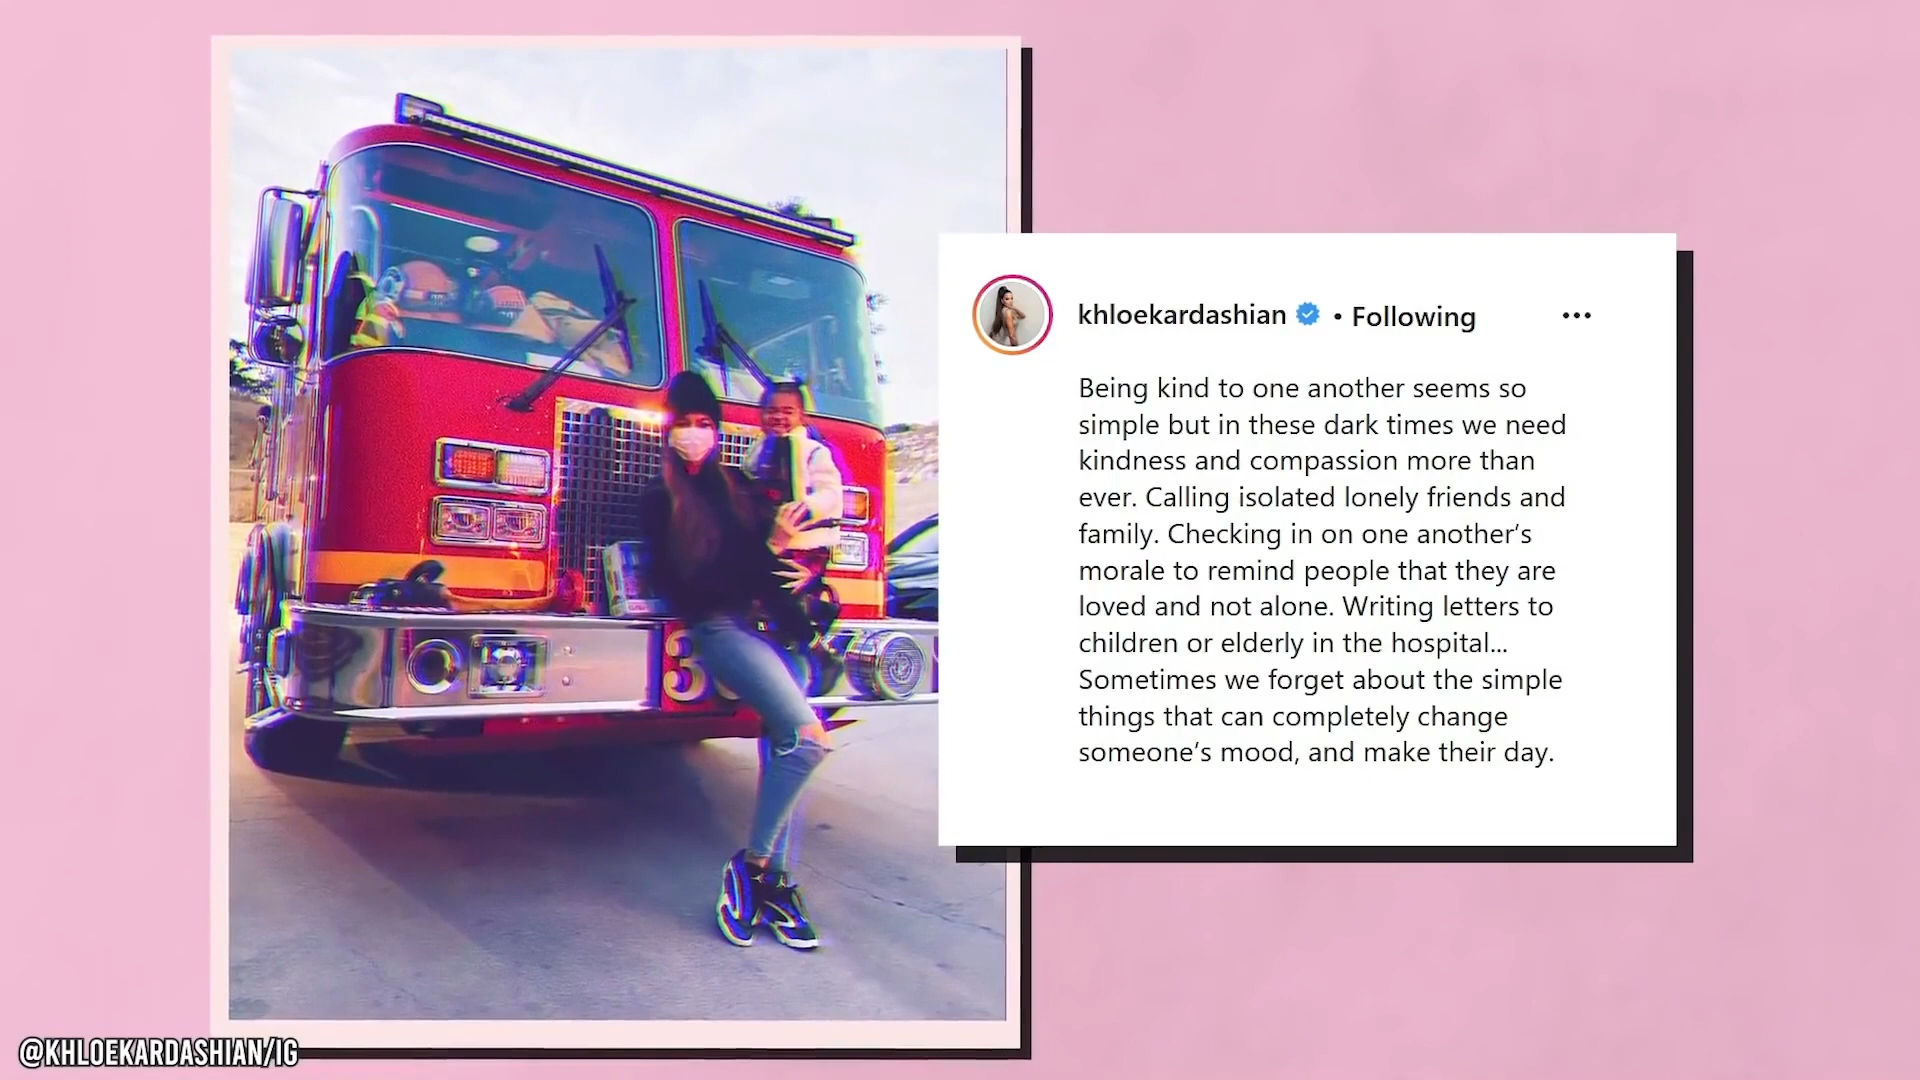 khloekardashian • Following •••
Being kind to one another seems so
simple but in these dark times we need
kindness and compassion more than
ever. Calling isolated lonely friends and
family. Checking in on one another’s
morale to remind people that they are
loved and not alone. Writing letters to
children or elderly in the hospital...
Sometimes we forget about the simple
things that can completely change
someone’s mood, and make their day.
@KHLOEKARDASHIAN/IG